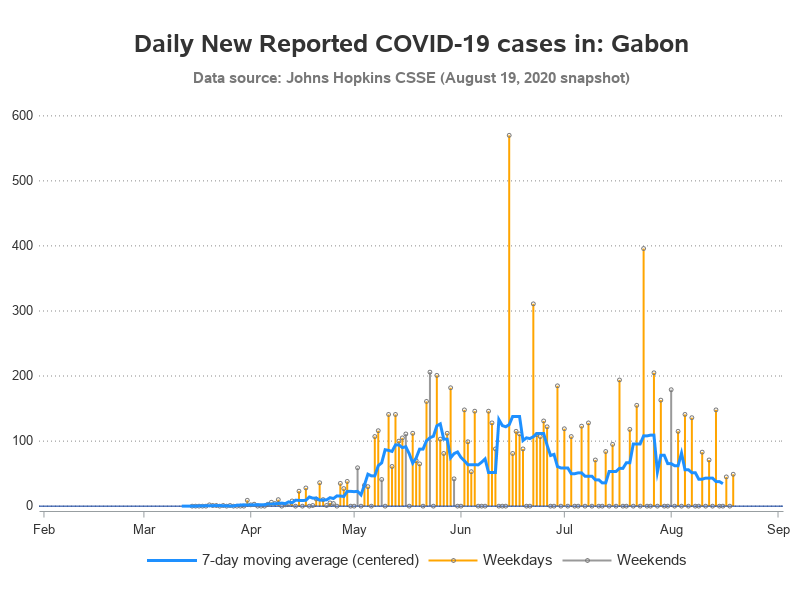 Daily New Reported COVID-19 cases in: Gabon
Data source: Johns Hopkins CSSE (August 19, 2020 snapshot)
600
500
400
300
200
100
0
Feb Mar Apr May Jun Jul Aug Sep
7-day moving average (centered) Weekdays Weekends